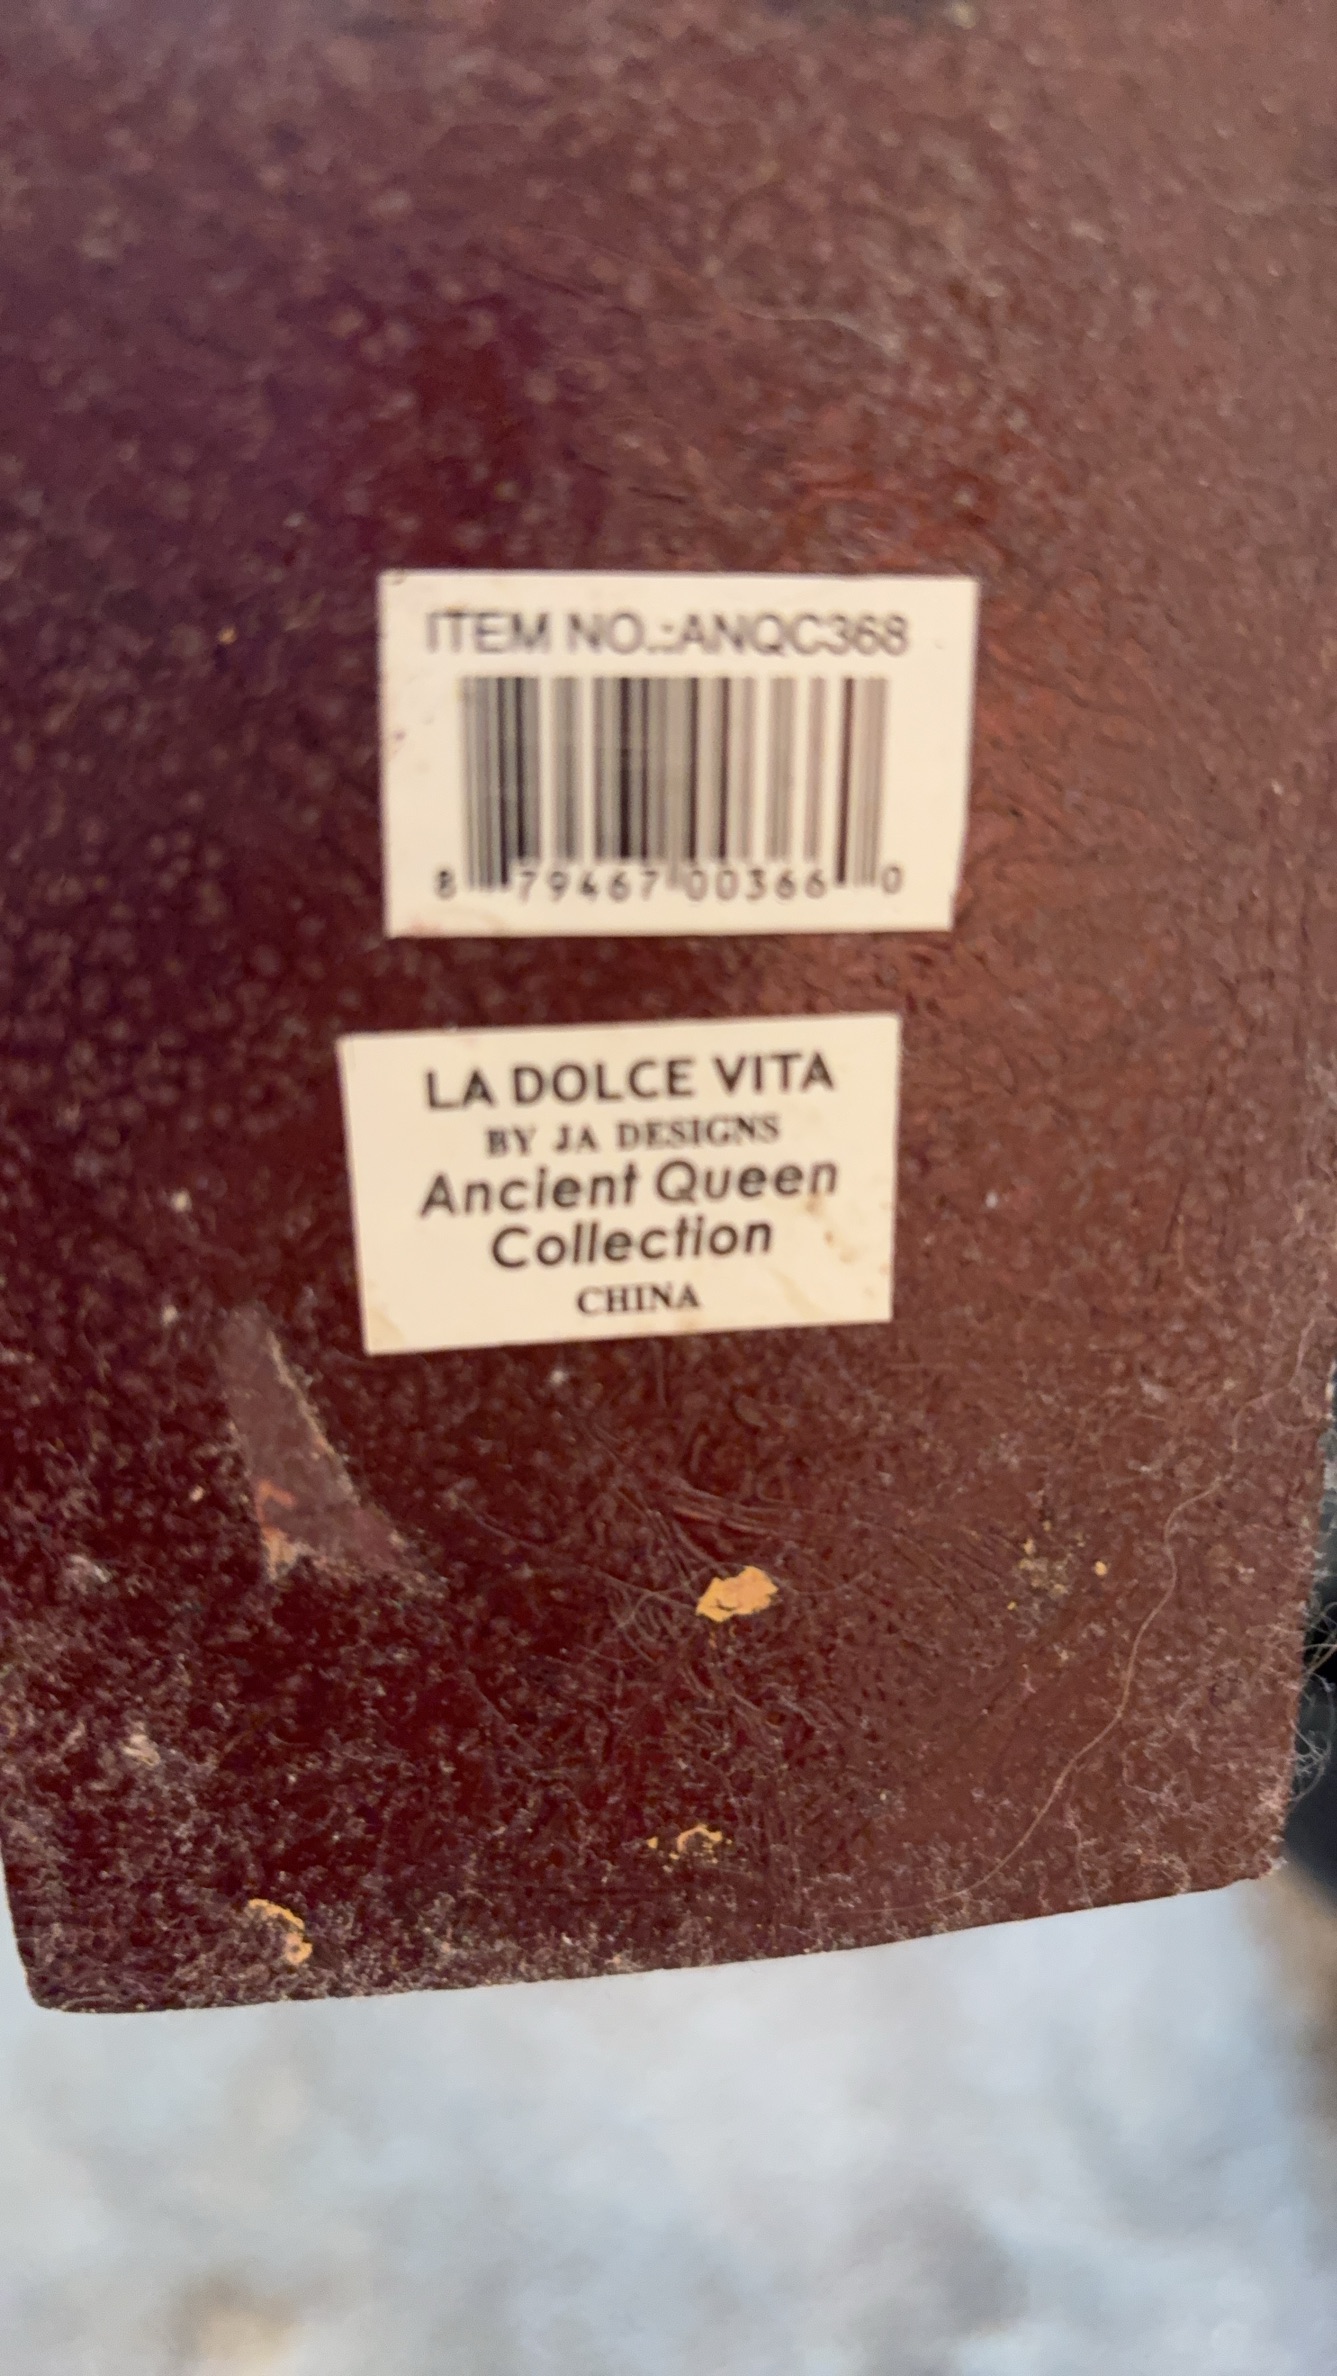 ITEM NO.:ANQC368
8 79467 00366 0
LA DOLCE VITA
BY JA DESIGNS
Ancient Queen
Collection
CHINA